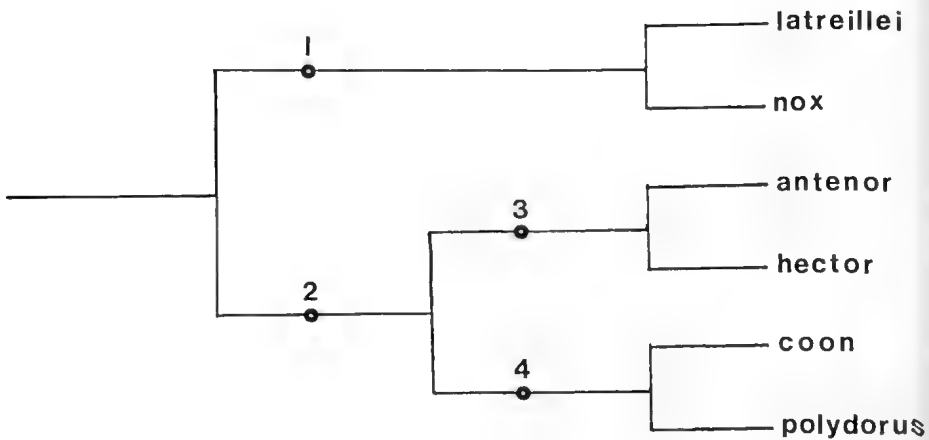 latreillei
1
nox
antenor
3
hector
2
coon
4
polydorus